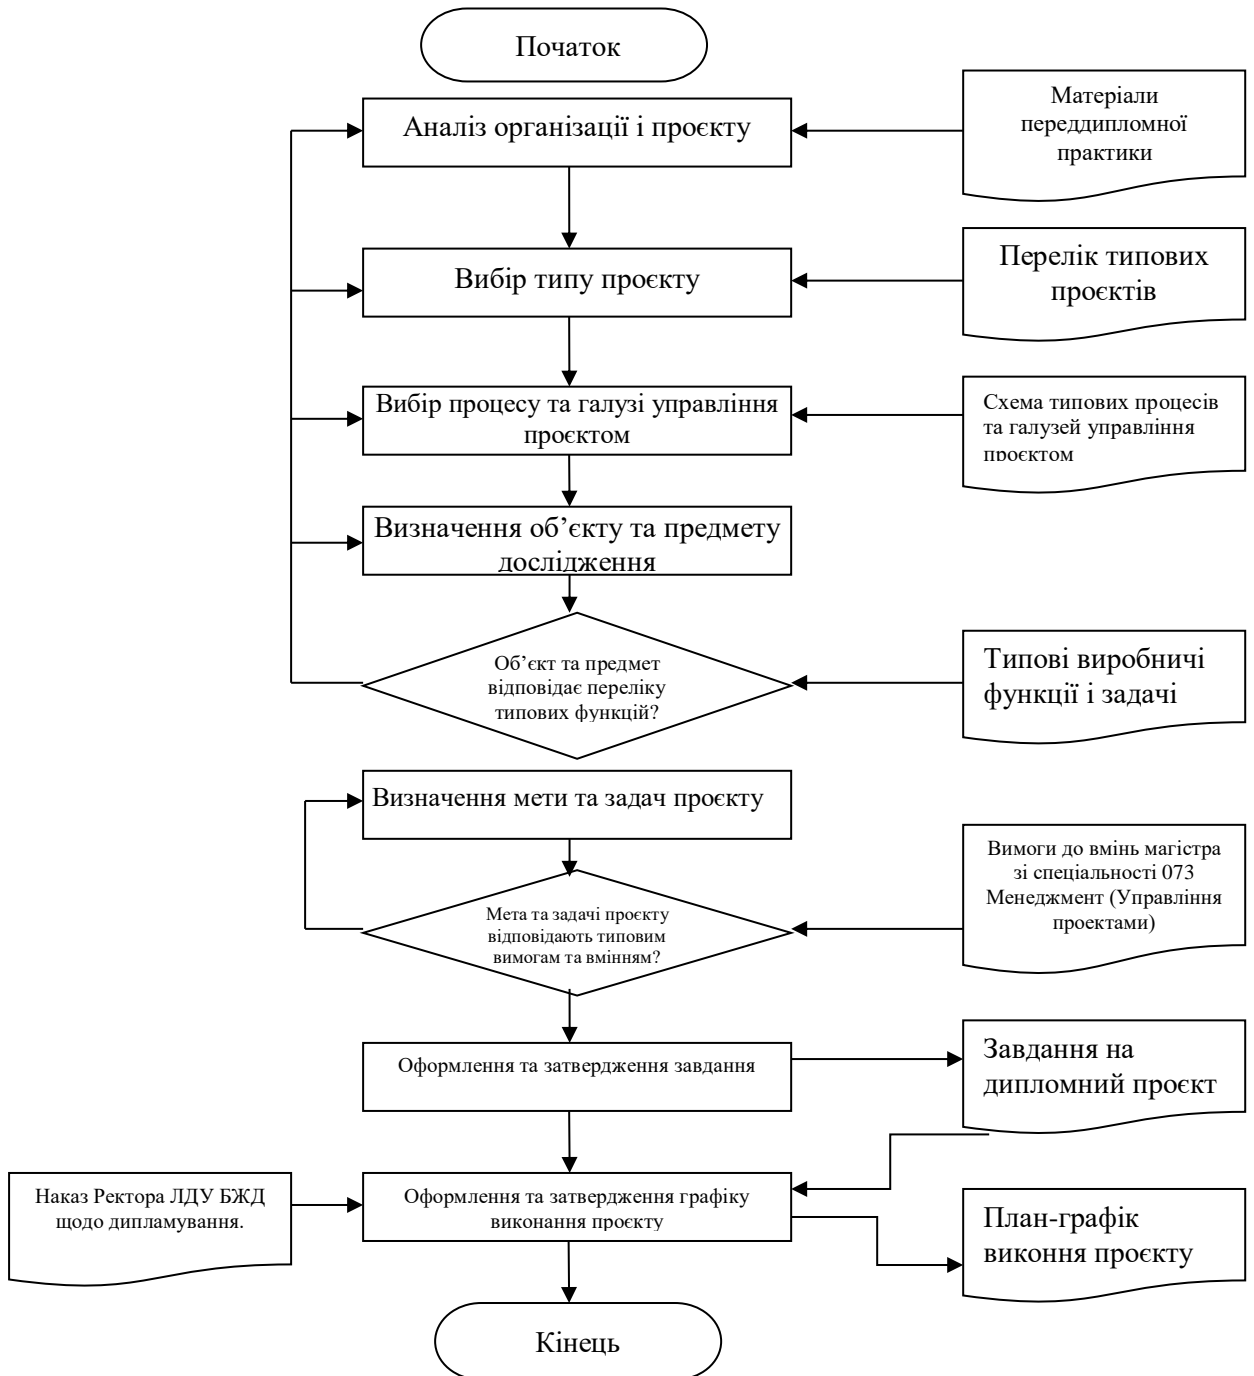 Початок
Аналіз організації і проєкту
Матеріали
переддипломної
практики
Вибір типу проєкту
Перелік типових
проєктів
Вибір процесу та галузі управління
проєктом
Схема типових процесів
та галузей управління
проєктом
Визначення об’єкту та предмету
дослідження
Об’єкт та предмет
відповідає переліку
типових функцій?
Типові виробничі
функції і задачі
Визначення мети та задач проєкту
Мета та задачі проєкту
відповідають типовим
вимогам та вмінням?
Вимоги до вмінь магістра
зі спеціальності 073
Менеджмент (Управління
проектами)
Оформлення та затвердження завдання
Завдання на
дипломний проєкт
Наказ Ректора ЛДУ БЖД
щодо дипламування.
Оформлення та затвердження графіку
виконання проєкту
План-графік
виконня проєкту
Кінець